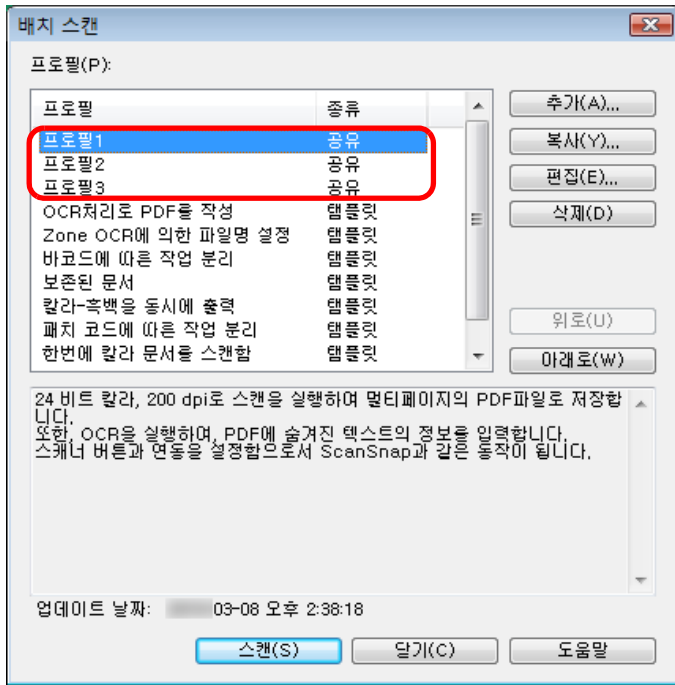 배치 스캔
프로필(P):
프로필 종류
프로필1 공유
프로필2 공유
프로필3 공유
OCR처리로 PDF를 작성 탬플릿
Zone OCR에 의한 파일명 설정 탬플릿
바코드에 따른 작업 분리 탬플릿
보존된 문서 탬플릿
칼라-흑백을 동시에 출력 탬플릿
패치 코드에 따른 작업 분리 탬플릿
한번에 칼라 문서를 스캔함 탬플릿
추가(A)...
복사(Y)...
편집(E)...
삭제(D)
위로(U)
아래로(W)
24 비트 칼라, 200 dpi로 스캔을 실행하여 멀티페이지의 PDF파일로 저장합
니다.
또한, OCR을 실행하여, PDF에 숨겨진 텍스트의 정보를 입력합니다.
스캐너 버튼과 연동을 설정함으로서 ScanSnap과 같은 동작이 됩니다.
업데이트 날짜: 03-08 오후 2:38:18
스캔(S) 닫기(C) 도움말